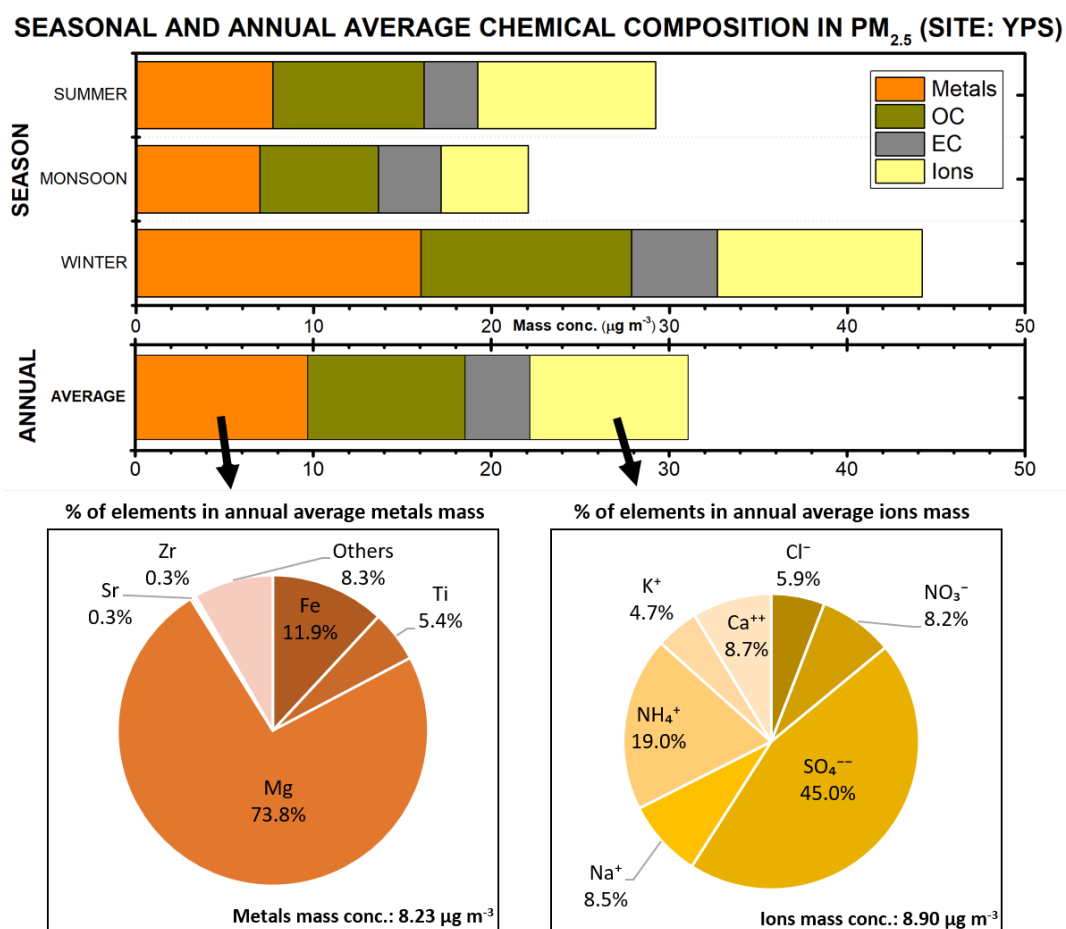 SEASONAL AND ANNUAL AVERAGE CHEMICAL COMPOSITION IN PM₂.₅ (SITE: YPS)
SEASON
SUMMER
MONSOON
WINTER
Metals
OC
EC
Ions
0 10 20 Mass conc. (µg m⁻³) 30 40 50
ANNUAL
AVERAGE
0 10 20 30 40 50
% of elements in annual average metals mass
Zr
0.3%
Sr
0.3%
Others
8.3%
Fe
11.9%
Ti
5.4%
Mg
73.8%
Metals mass conc.: 8.23 µg m⁻³
% of elements in annual average ions mass
Cl⁻
5.9%
K⁺
4.7%
NO₃⁻
8.2%
Ca⁺⁺
8.7%
NH₄⁺
19.0%
SO₄⁻⁻
45.0%
Na⁺
8.5%
Ions mass conc.: 8.90 µg m⁻³